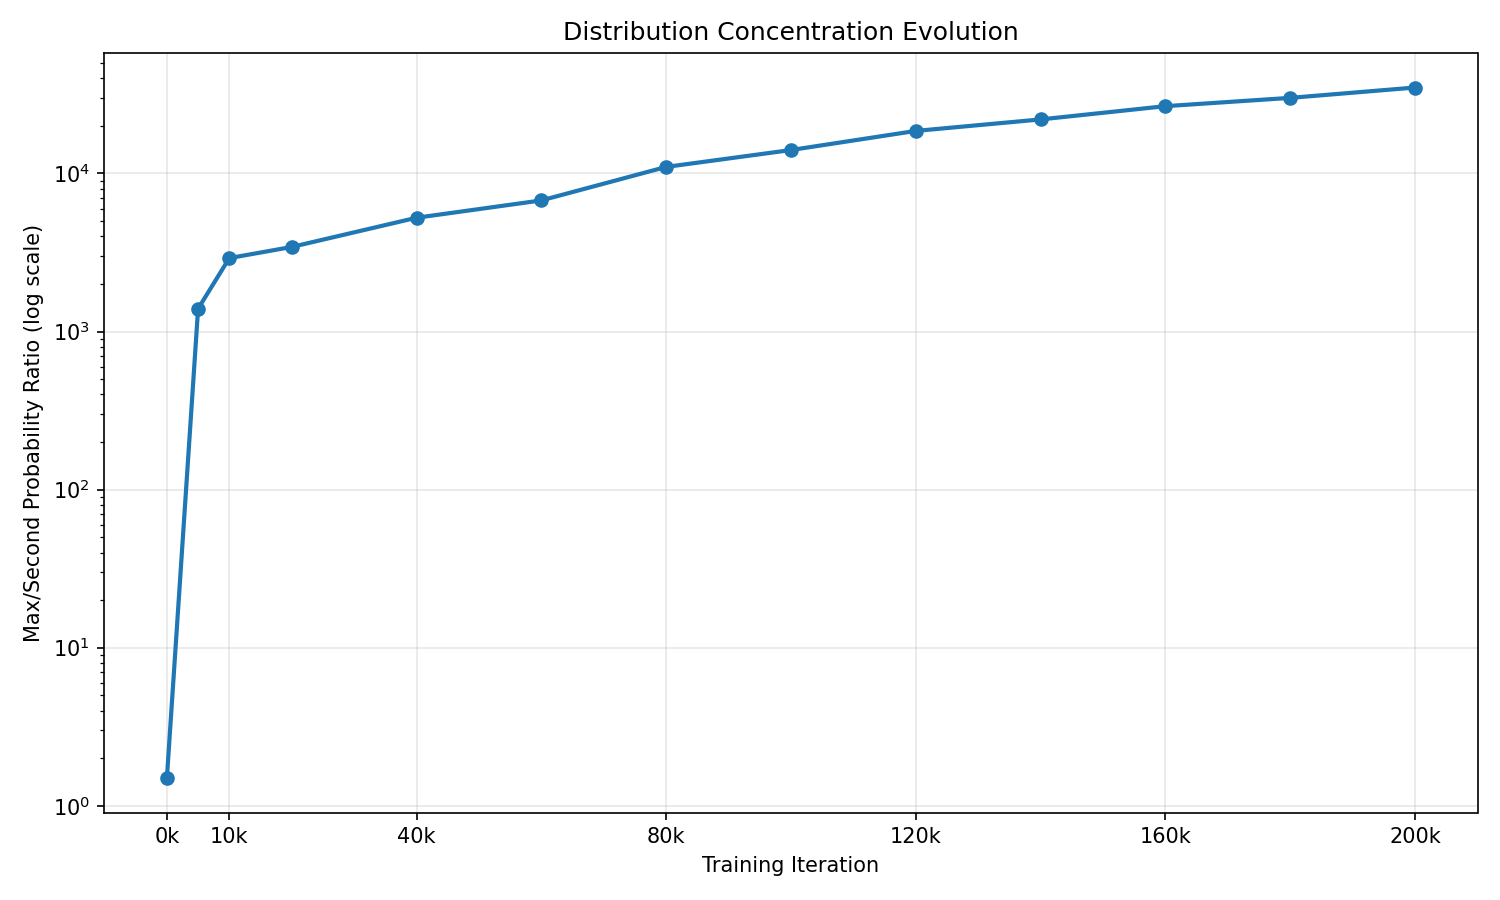 Distribution Concentration Evolution
Max/Second Probability Ratio (log scale)
10⁴
10³
10²
10¹
10⁰
0k 10k 40k 80k 120k 160k 200k
Training Iteration